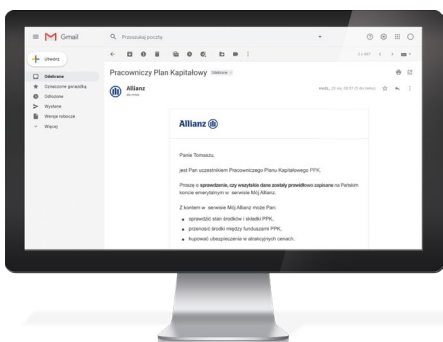 Gmail
Przeszukaj pocztę
Utwórz
Odebrane
Oznaczone gwiazdką
Odłożone
Wysłane
Wersje robocze
Więcej
Pracowniczy Plan Kapitałowy Odebrane ×
Allianz
Allianz
Panie Tomaszu,
jest Pan uczestnikiem Pracowniczego Planu Kapitałowego PPK.
Proszę o sprawdzenie, czy wszystkie dane zostały prawidłowo zapisane na Pańskim
koncie emerytalnym w serwisie Mój Allianz.
Z kontem w serwisie Mój Allianz może Pan:
• sprawdzić stan środków i składki PPK,
• przenosić środki między funduszami PPK,
• kupować ubezpieczenia w atrakcyjnych cenach.